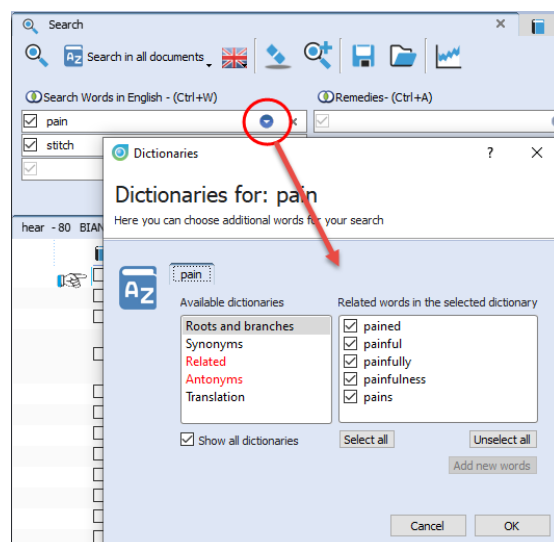 Search
AZ Search in all documents
Search Words in English - (Ctrl+W)
Remedies- (Ctrl+A)
pain
stitch
Dictionaries
?
Dictionaries for: pain
Here you can choose additional words for your search
hear - 80 BIAN
AZ
pain
Available dictionaries
Related words in the selected dictionary
Roots and branches
Synonyms
Related
Antonyms
Translation
pained
painful
painfully
painfulness
pains
Show all dictionaries
Select all
Unselect all
Add new words
Cancel
OK